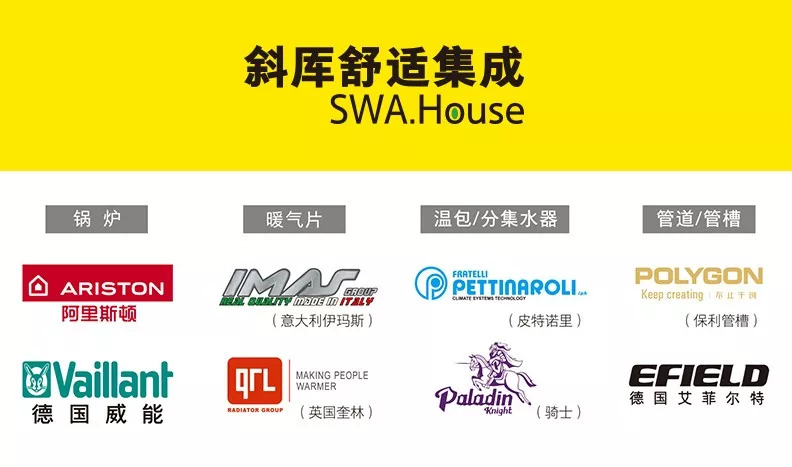 斜厍舒适集成
SWA.House
锅 炉
暖气片
温包/分集水器
管道/管槽
ARISTON
阿里斯顿
IMAS GROUP
REAL QUALITY MADE IN ITALY
(意大利伊玛斯)
FRATELLI
PETTINAROLI
CLIMATE SYSTEMS TECHNOLOGY
(皮特诺里)
POLYGON
Keep creating
(保利管槽)
Vaillant
德国威能
qrl
RADIATOR GROUP
MAKING PEOPLE
WARMER
(英国奎林)
Paladin
Knight
(骑士)
EFIELD
德国艾菲尔特